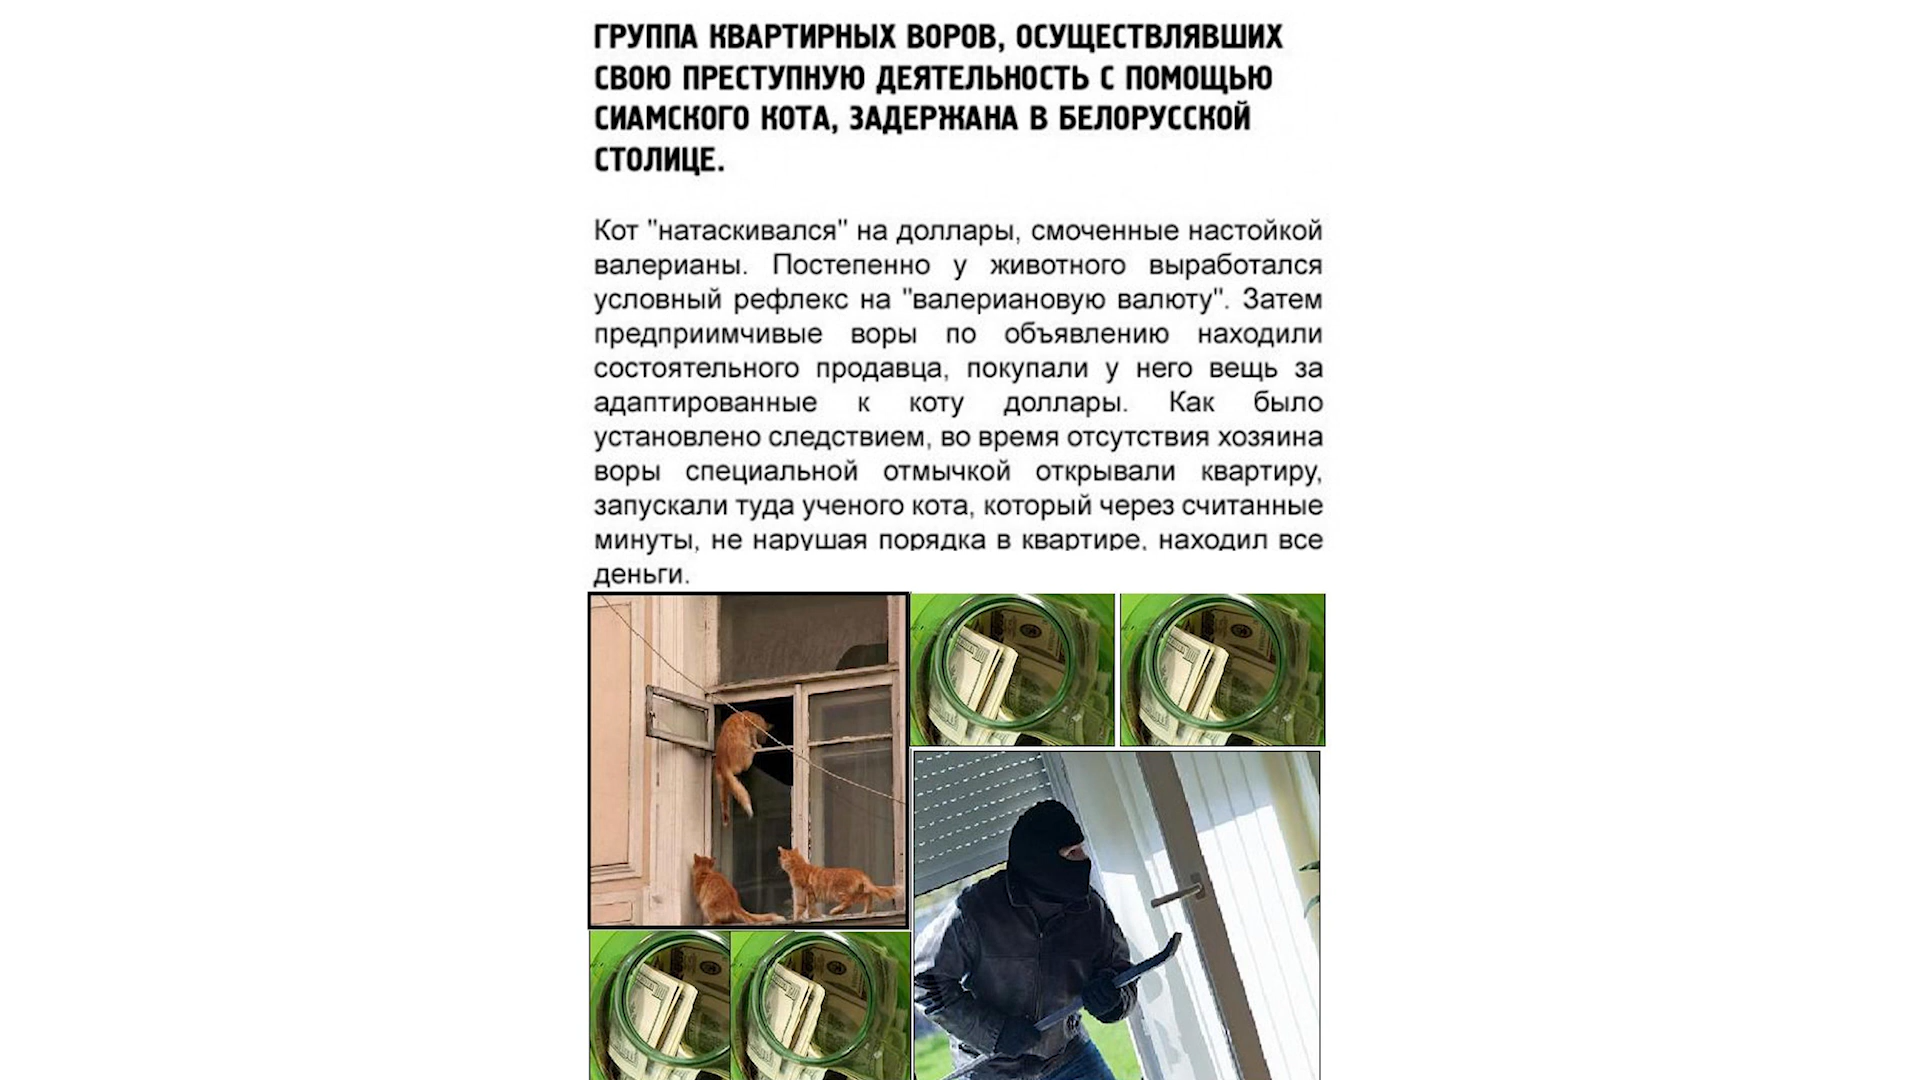 ГРУППА КВАРТИРНЫХ ВОРОВ, ОСУЩЕСТВЛЯВШИХ
СВОЮ ПРЕСТУПНУЮ ДЕЯТЕЛЬНОСТЬ С ПОМОЩЬЮ
СИАМСКОГО КОТА, ЗАДЕРЖАНА В БЕЛОРУССКОЙ
СТОЛИЦЕ.
Кот "натаскивался" на доллары, смоченные настойкой
валерианы. Постепенно у животного выработался
условный рефлекс на "валериановую валюту". Затем
предприимчивые воры по объявлению находили
состоятельного продавца, покупали у него вещь за
адаптированные к коту доллары. Как было
установлено следствием, во время отсутствия хозяина
воры специальной отмычкой открывали квартиру,
запускали туда ученого кота, который через считанные
минуты, не нарушая порядка в квартире, находил все
деньги.